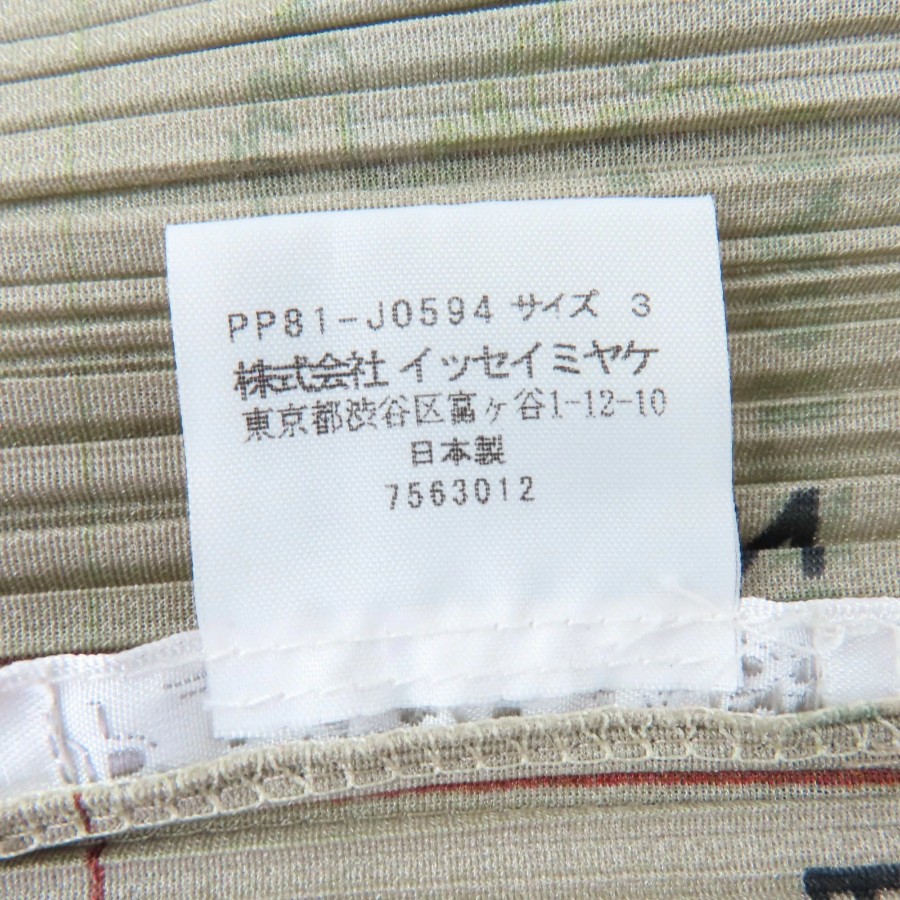 PP81-J0594 サイズ 3
株式会社 イッセイミヤケ
東京都渋谷区富ヶ谷1-12-10
日本製
7563012